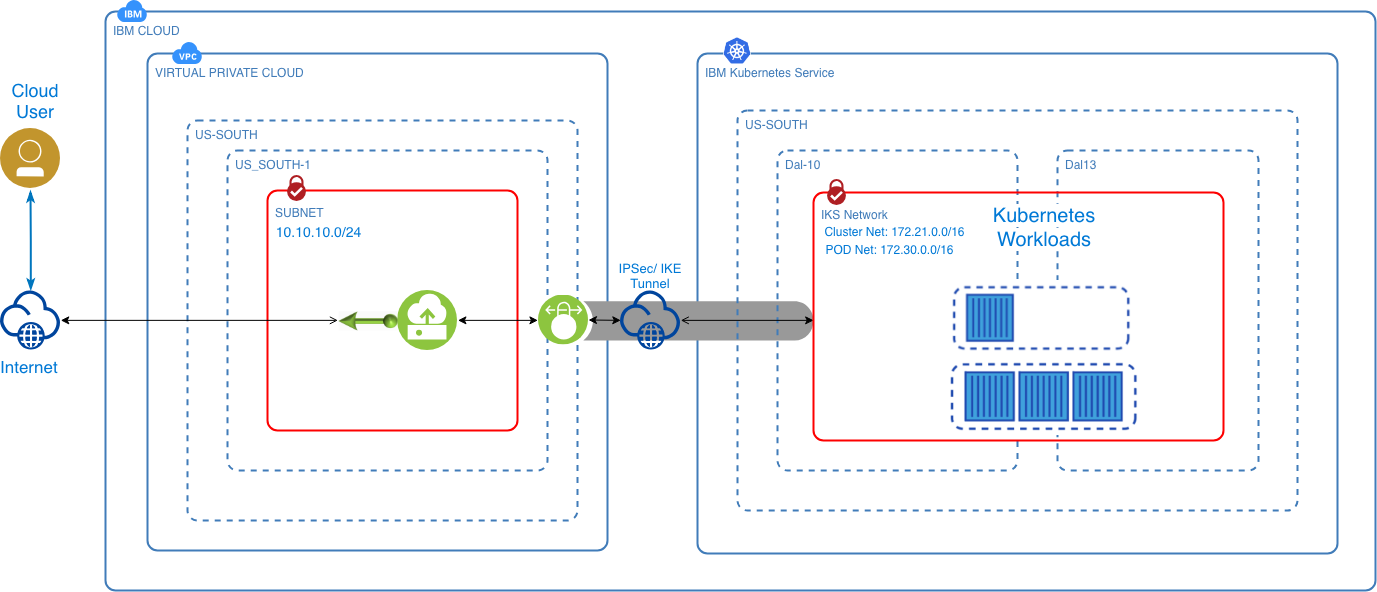 IBM
IBM CLOUD
VPC
VIRTUAL PRIVATE CLOUD
IBM Kubernetes Service
Cloud
User
US-SOUTH
US_SOUTH-1
SUBNET
10.10.10.0/24
US-SOUTH
Dal-10
Dal13
IKS Network
Cluster Net: 172.21.0.0/16
POD Net: 172.30.0.0/16
Kubernetes
Workloads
IPSec/ IKE
Tunnel
Internet